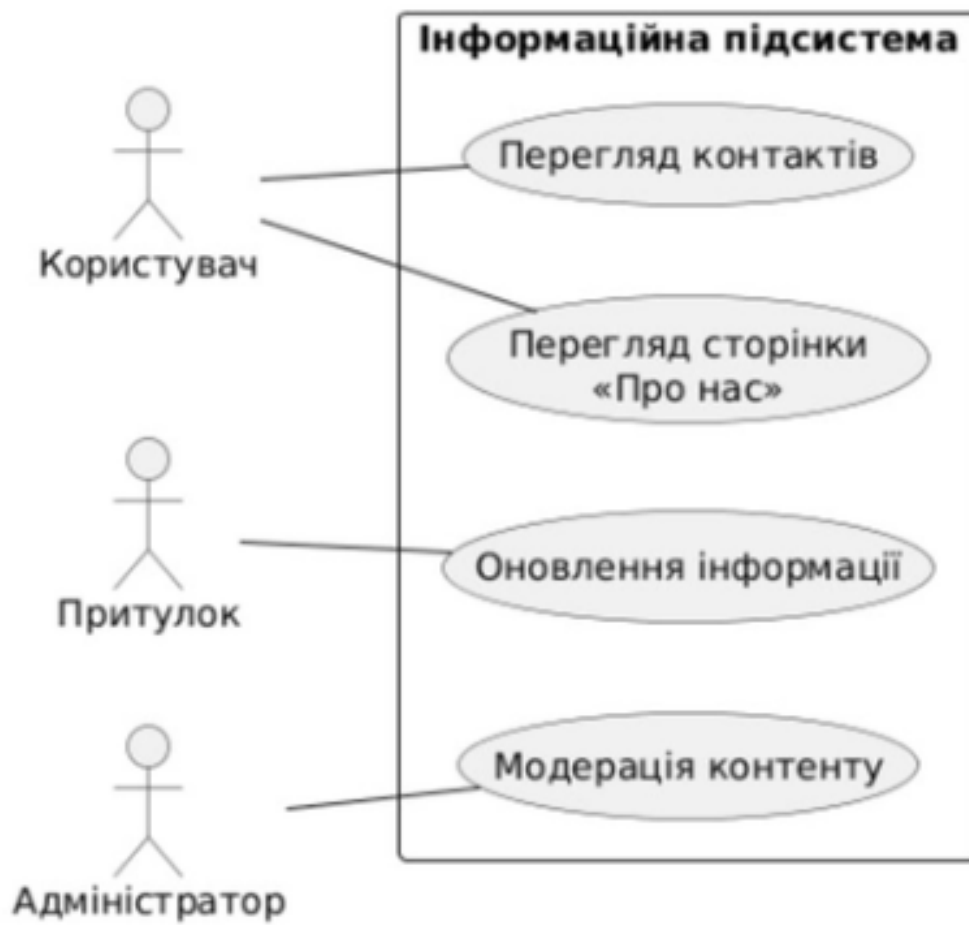 Інформаційна підсистема
Перегляд контактів
Користувач
Перегляд сторінки
«Про нас»
Оновлення інформації
Притулок
Модерація контенту
Адміністратор